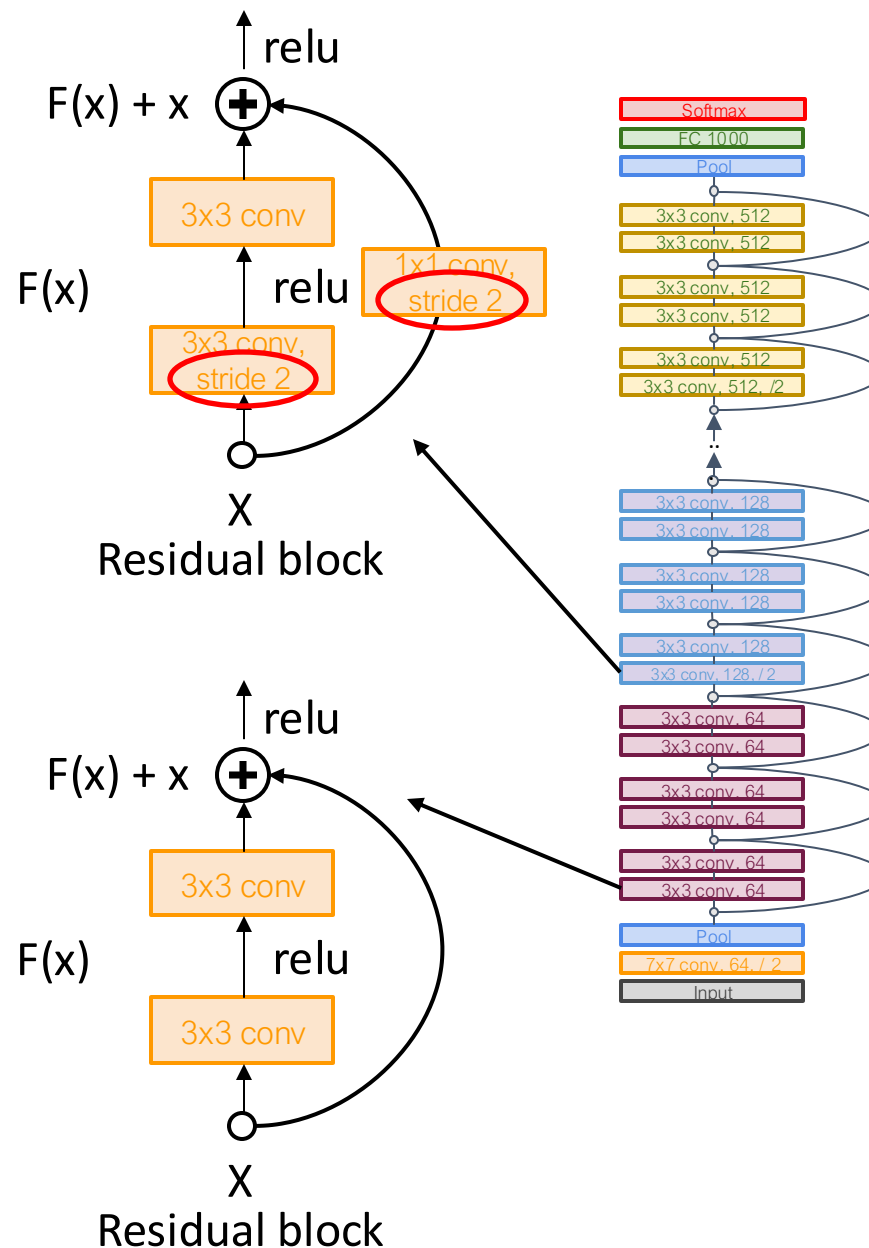 relu
F(x) + x
3x3 conv
F(x)
relu
1x1 conv,
stride 2
3x3 conv,
stride 2
X
Residual block
relu
F(x) + x
3x3 conv
F(x)
relu
3x3 conv
X
Residual block
Softmax
FC 1000
Pool
3x3 conv, 512
3x3 conv, 512
3x3 conv, 512
3x3 conv, 512
3x3 conv, 512
3x3 conv, 512, /2
..
3x3 conv, 128
3x3 conv, 128
3x3 conv, 128
3x3 conv, 128
3x3 conv, 128
3x3 conv, 128, / 2
3x3 conv, 64
3x3 conv, 64
3x3 conv, 64
3x3 conv, 64
3x3 conv, 64
3x3 conv, 64
Pool
7x7 conv, 64, / 2
Input